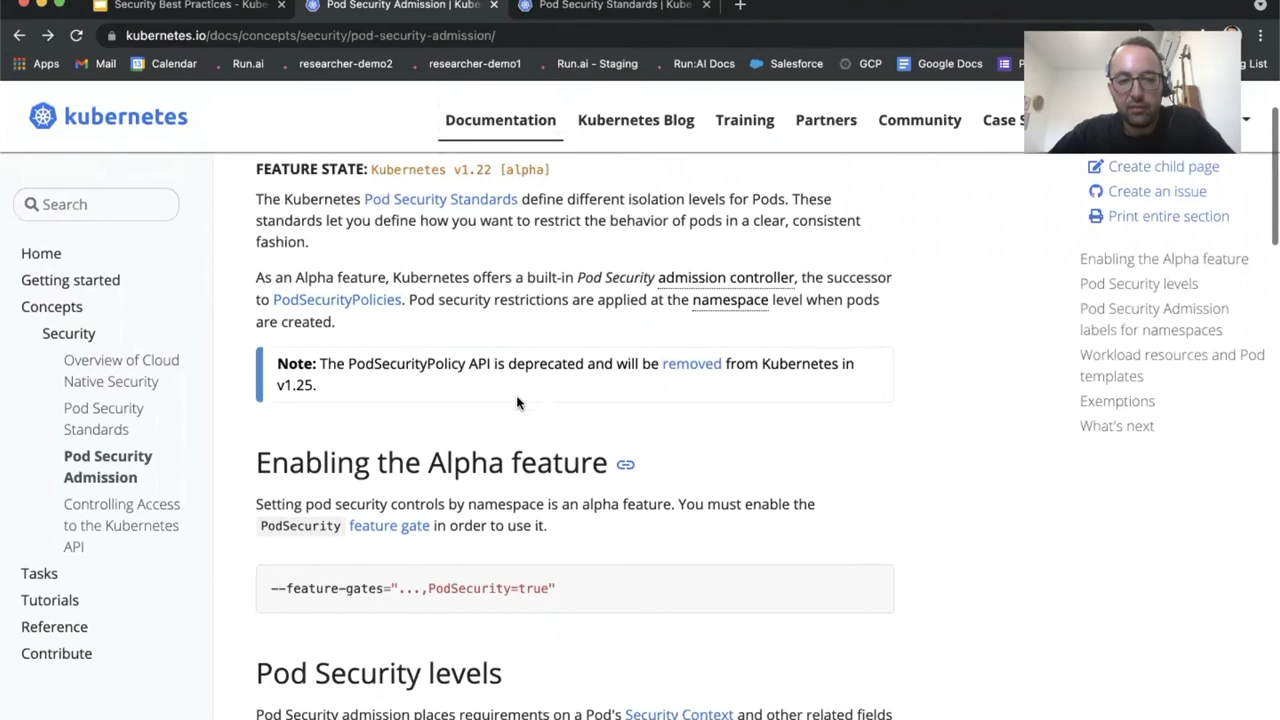 Security Best Practices - Kube
Pod Security Admission | Kube
Pod Security Standards | Kube
kubernetes.io/docs/concepts/security/pod-security-admission/
Apps Mail Calendar Run.ai researcher-demo2 researcher-demo1 Run.ai - Staging Run:AI Docs Salesforce GCP Google Docs g List
kubernetes
Documentation Kubernetes Blog Training Partners Community Case S
Search
Home
Getting started
Concepts
Security
Overview of Cloud
Native Security
Pod Security
Standards
Pod Security
Admission
Controlling Access
to the Kubernetes
API
Tasks
Tutorials
Reference
Contribute
FEATURE STATE: Kubernetes v1.22 [alpha]
The Kubernetes Pod Security Standards define different isolation levels for Pods. These
standards let you define how you want to restrict the behavior of pods in a clear, consistent
fashion.
As an Alpha feature, Kubernetes offers a built-in Pod Security admission controller, the successor
to PodSecurityPolicies. Pod security restrictions are applied at the namespace level when pods
are created.
Note: The PodSecurityPolicy API is deprecated and will be removed from Kubernetes in
v1.25.
Enabling the Alpha feature
Setting pod security controls by namespace is an alpha feature. You must enable the
PodSecurity feature gate in order to use it.
--feature-gates="...,PodSecurity=true"
Pod Security levels
Pod Security admission places requirements on a Pod's Security Context and other related fields
Create child page
Create an issue
Print entire section
Enabling the Alpha feature
Pod Security levels
Pod Security Admission
labels for namespaces
Workload resources and Pod
templates
Exemptions
What's next